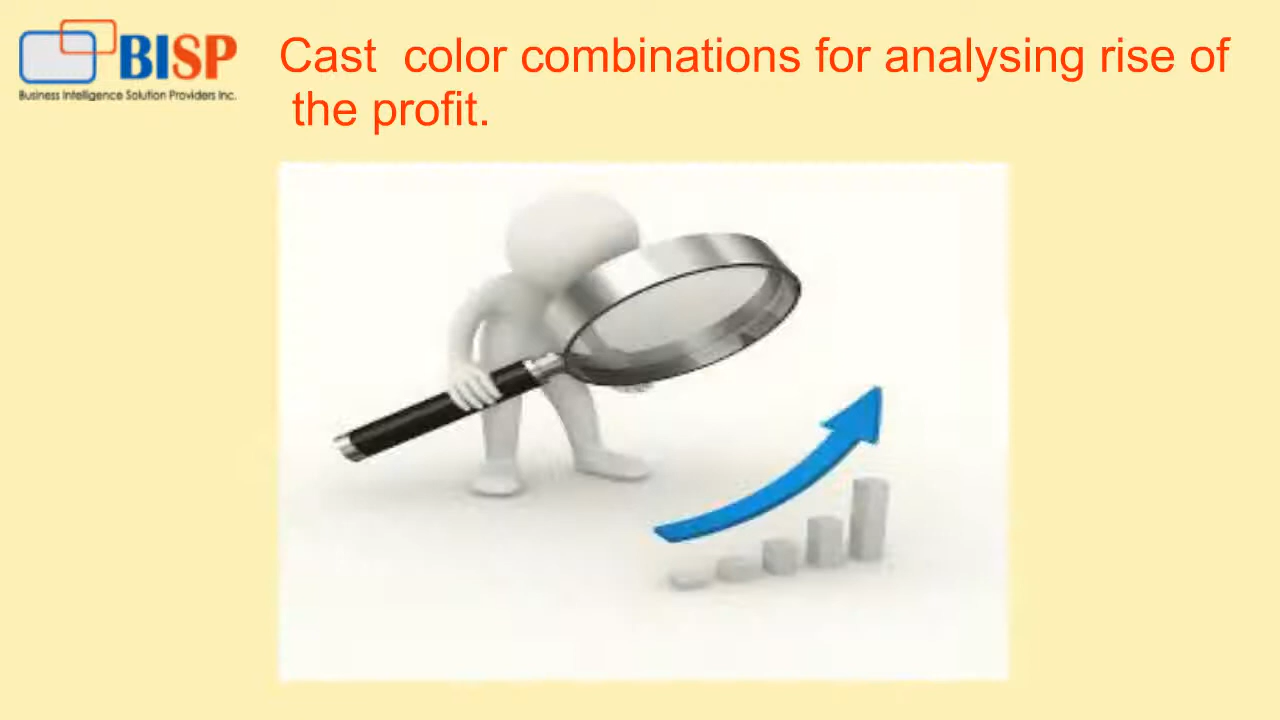 BISP
Business Intelligence Solution Providers Inc.
Cast color combinations for analysing rise of
the profit.